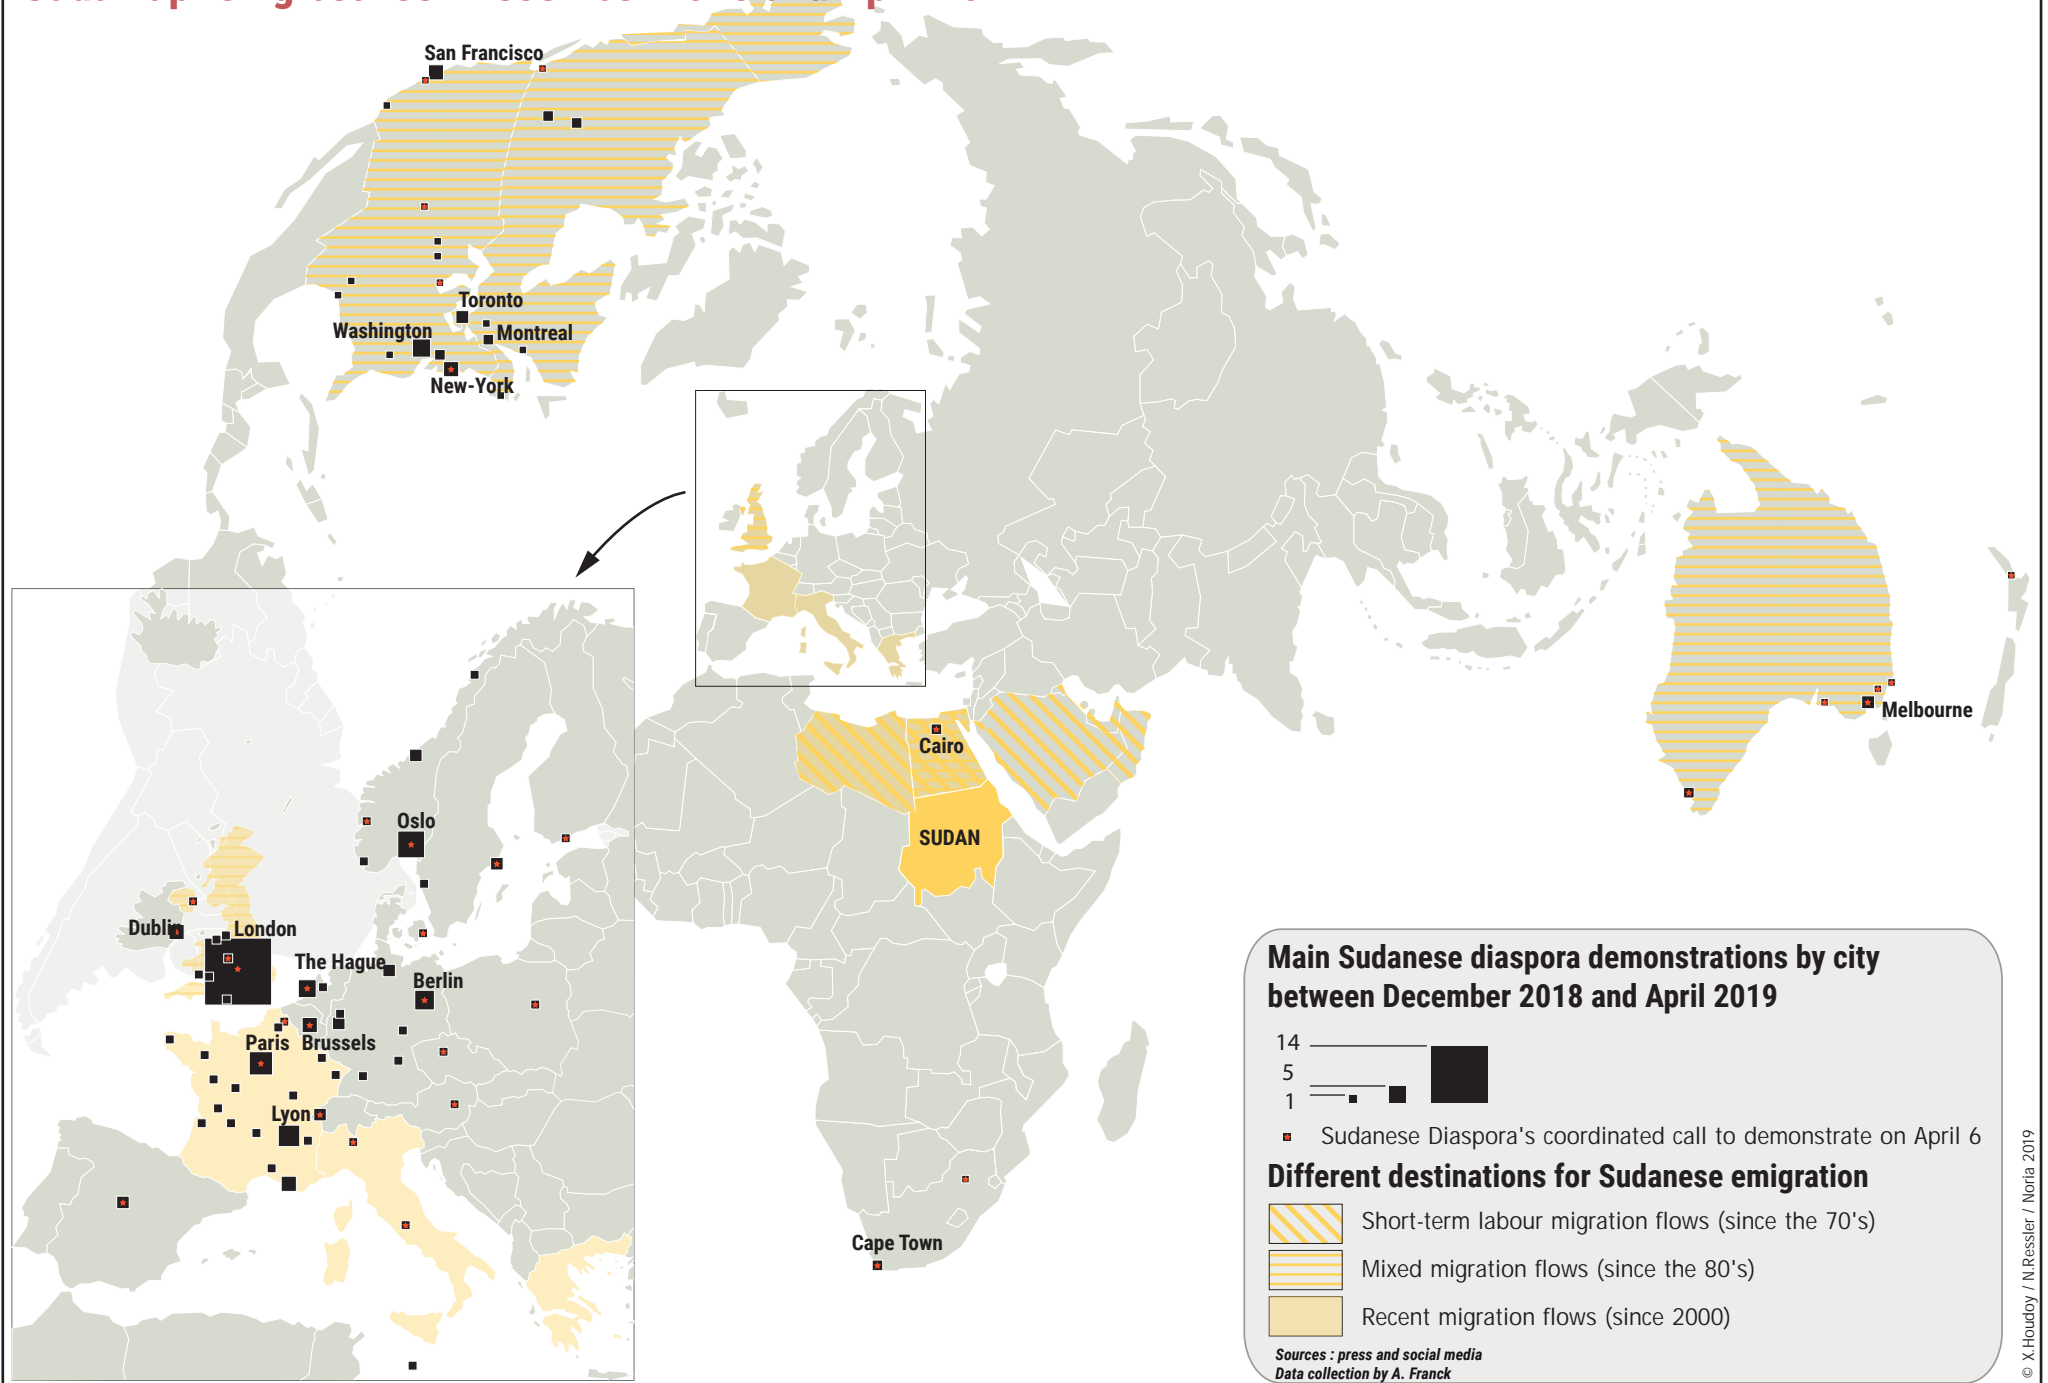 San Francisco
Toronto
Washington
Montreal
New-York
Cairo
SUDAN
Melbourne
Oslo
Dublin
London
The Hague
Berlin
Paris
Brussels
Lyon
Cape Town
Main Sudanese diaspora demonstrations by city
between December 2018 and April 2019
14
5
1
Sudanese Diaspora's coordinated call to demonstrate on April 6
Different destinations for Sudanese emigration
Short-term labour migration flows (since the 70's)
Mixed migration flows (since the 80's)
Recent migration flows (since 2000)
Sources : press and social media
Data collection by A. Franck
© X.Houdoy / N.Ressler / Noria 2019